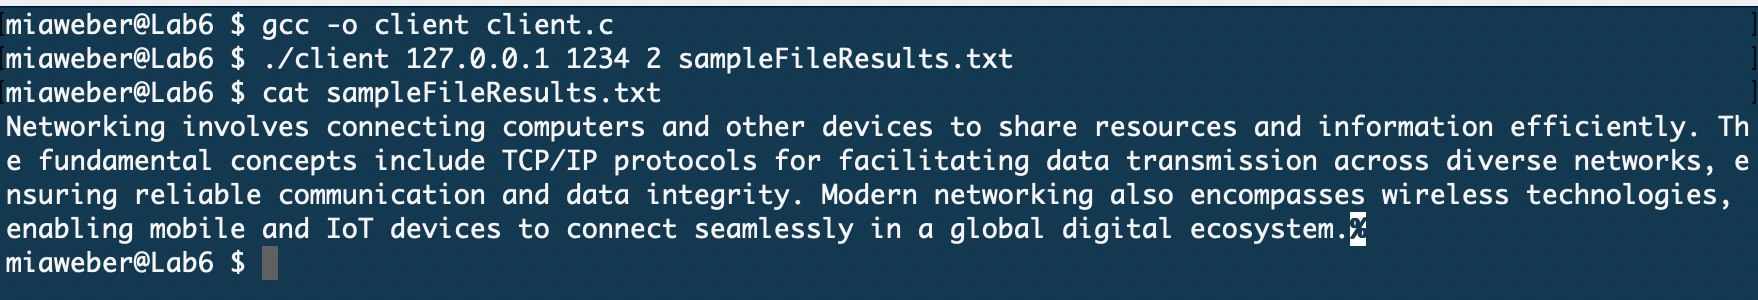 miaweber@Lab6 $ gcc -o client client.c
miaweber@Lab6 $ ./client 127.0.0.1 1234 2 sampleFileResults.txt
miaweber@Lab6 $ cat sampleFileResults.txt
Networking involves connecting computers and other devices to share resources and information efficiently. Th
e fundamental concepts include TCP/IP protocols for facilitating data transmission across diverse networks, e
nsuring reliable communication and data integrity. Modern networking also encompasses wireless technologies,
enabling mobile and IoT devices to connect seamlessly in a global digital ecosystem.%
miaweber@Lab6 $